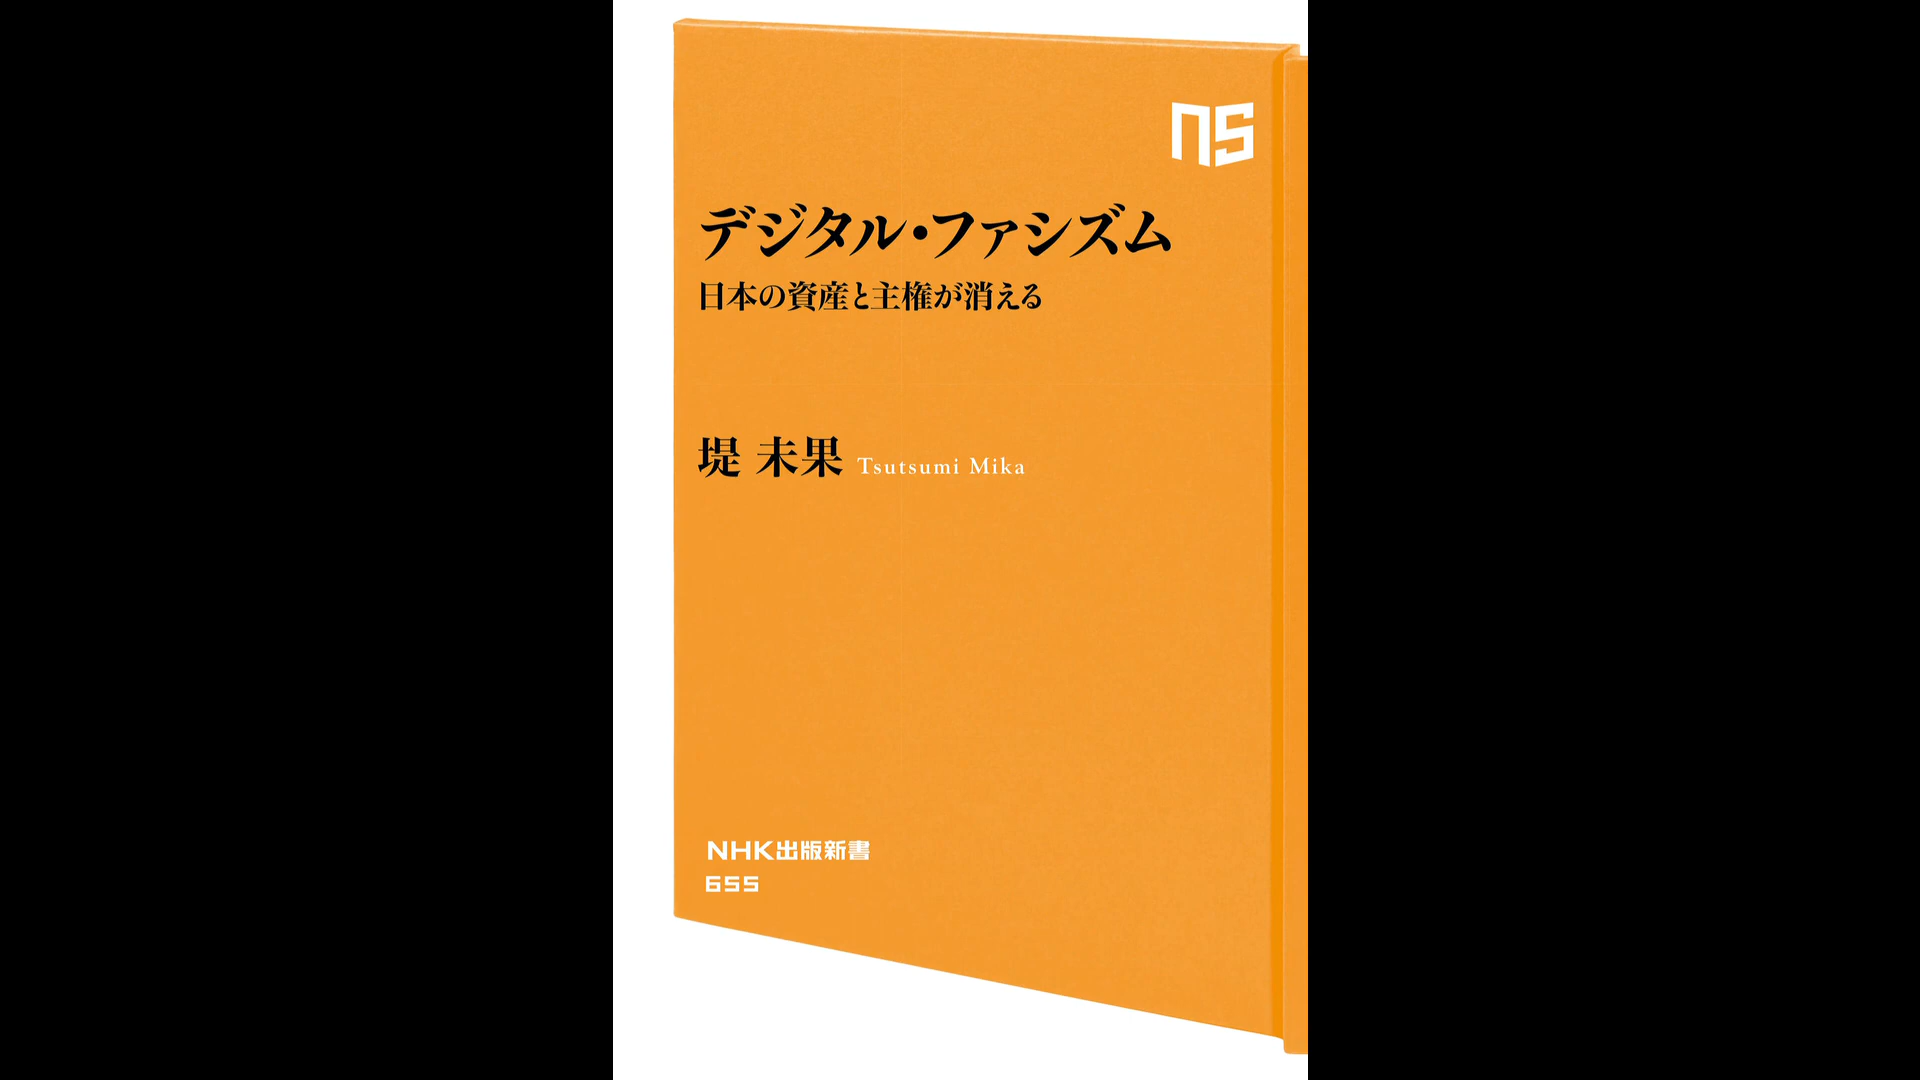 ns
デジタル・ファシズム
日本の資産と主権が消える
堤 未果 Tsutsumi Mika
NHK出版新書
655